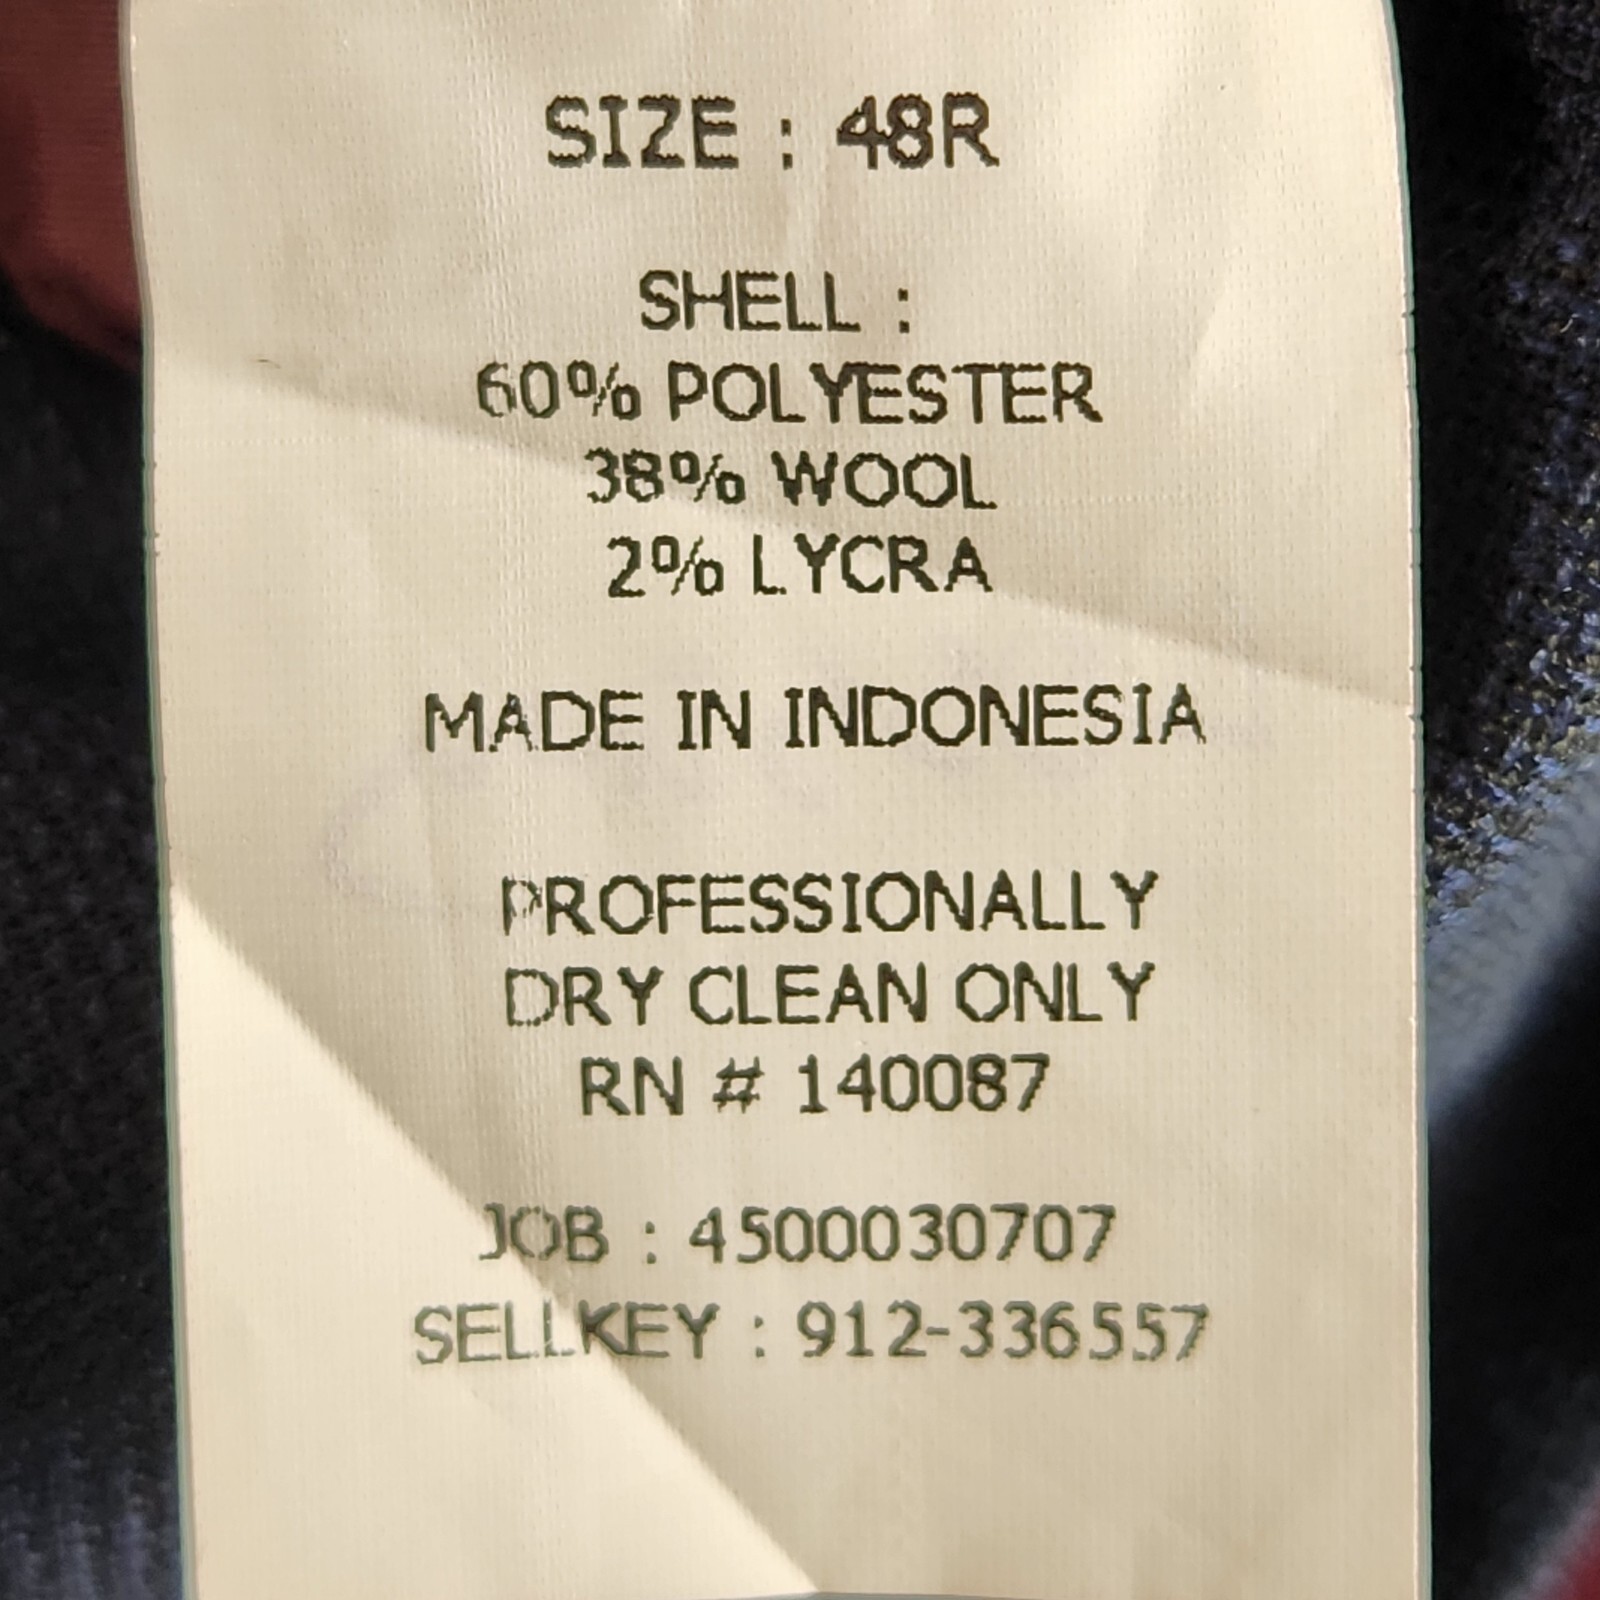 SIZE : 48R
SHELL :
60% POLYESTER
38% WOOL
2% LYCRA
MADE IN INDONESIA
PROFESSIONALLY
DRY CLEAN ONLY
RN # 140087
JOB : 4500030707
SELLKEY : 912-336557